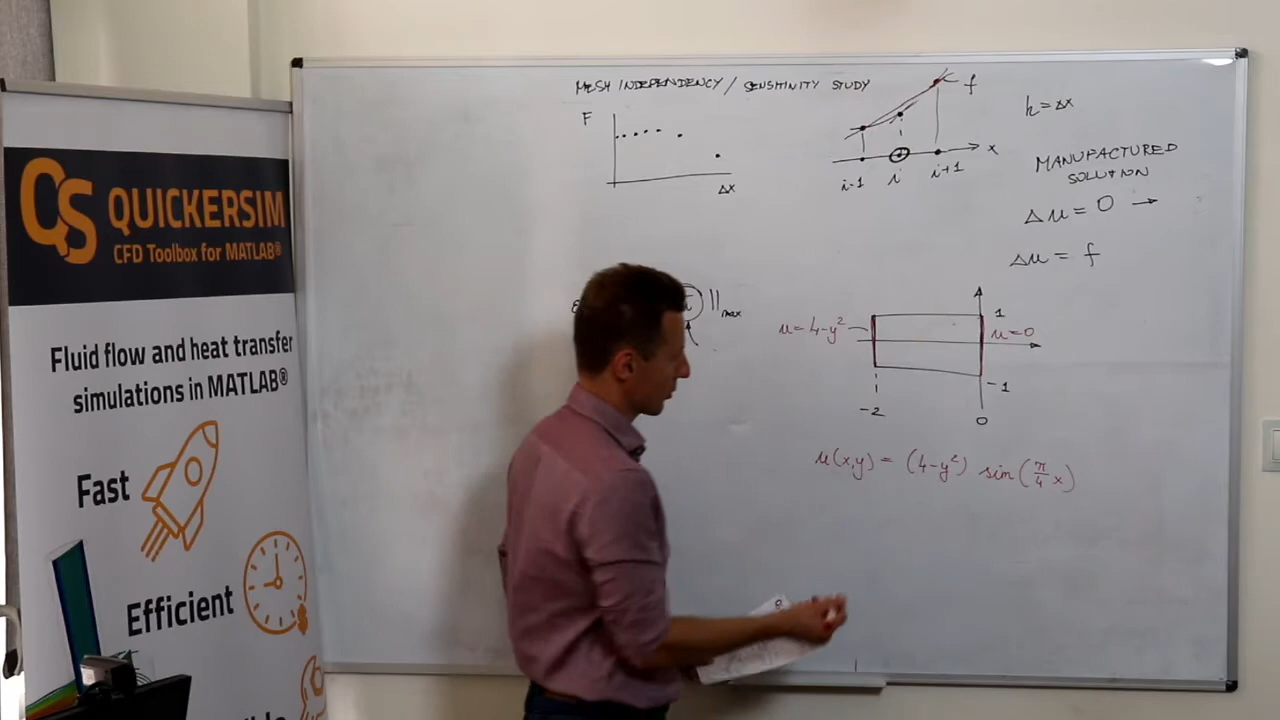 QS QUICKERSIM
CFD Toolbox for MATLAB®
Fluid flow and heat transfer
simulations in MATLAB®
Fast
Efficient
MESH INDEPENDENCY / SENSITIVITY STUDY
F
Δx
f
x
i-1
i
i+1
h = Δx
MANUFACTURED
SOLUTION
Δu = 0 →
Δu = f
||max
u = 4-y²
1
u=0
-1
-2
0
u(x,y) = (4-y²) sin(π/4 x)